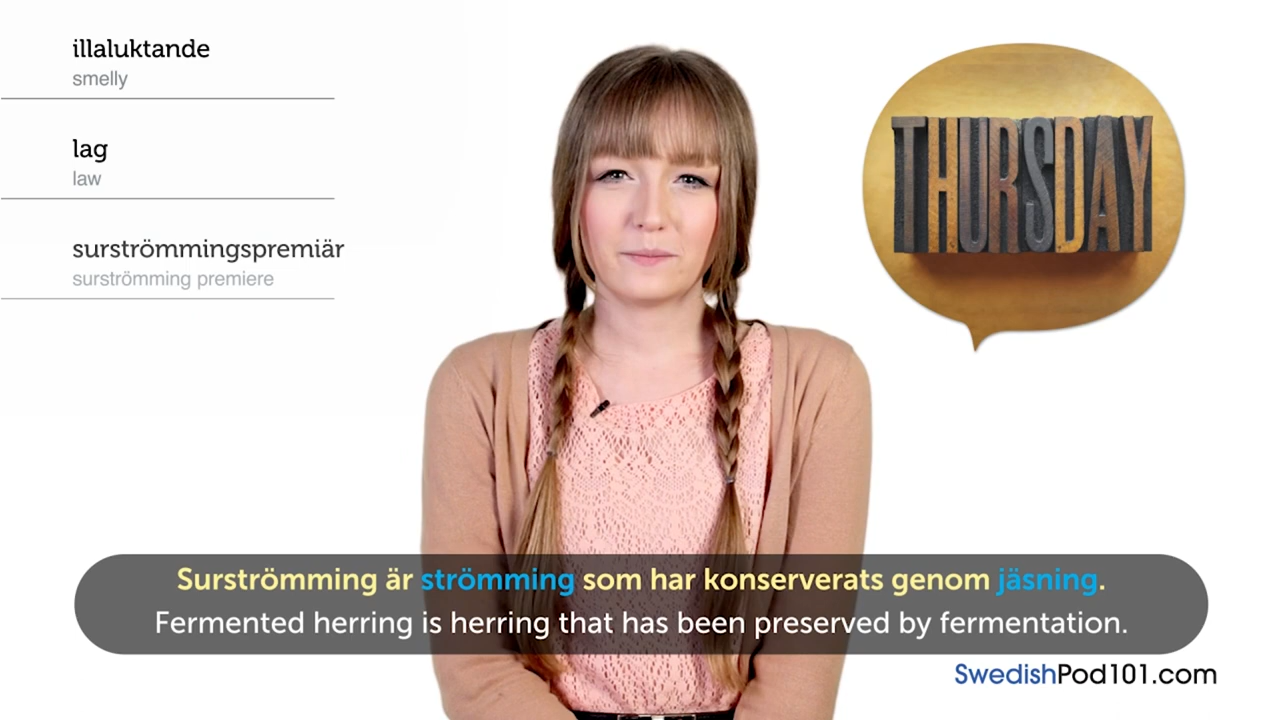 illaluktande
smelly
lag
law
surströmmingspremiär
surströmming premiere
THURSDAY
Surströmming är strömming som har konserverats genom jäsning.
Fermented herring is herring that has been preserved by fermentation.
SwedishPod101.com